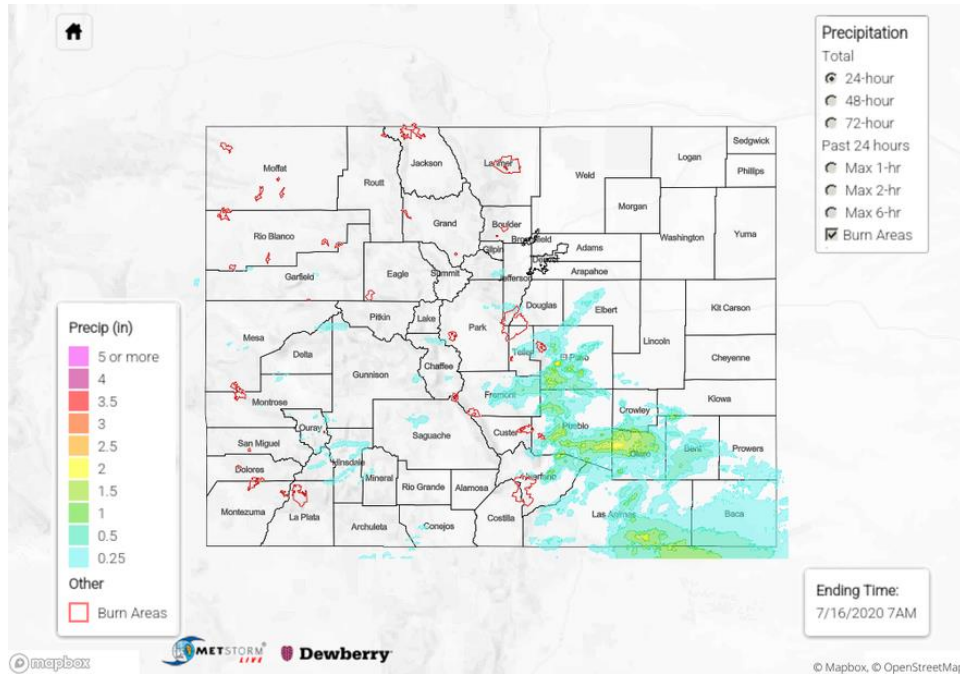 Precipitation
Total
24-hour
48-hour
72-hour
Past 24 hours
Max 1-hr
Max 2-hr
Max 6-hr
Burn Areas
Sedgwick
Logan
Phillips
Jackson
Larimer
Moffat
Routt
Weld
Morgan
Grand
Boulder
Washington
Yuma
Rio Blanco
Broomfield
Gilpin
Adams
Garfield
Eagle
Summit
Jefferson
Arapahoe
Douglas
Elbert
Kit Carson
Pitkin
Lake
Park
Mesa
Lincoln
Delta
Teller
El Paso
Cheyenne
Gunnison
Chaffee
Fremont
Kiowa
Montrose
Crowley
Ouray
Saguache
Custer
Pueblo
San Miguel
Otero
Bent
Prowers
Hinsdale
Dolores
Mineral
Rio Grande
Alamosa
Huerfano
Montezuma
La Plata
Archuleta
Conejos
Costilla
Las Animas
Baca
Precip (in)
5 or more
4
3.5
3
2.5
2
1.5
1
0.5
0.25
Other
Burn Areas
Ending Time:
7/16/2020 7AM
METSTORM
LIVE
Dewberry
mapbox
© Mapbox, © OpenStreetMap